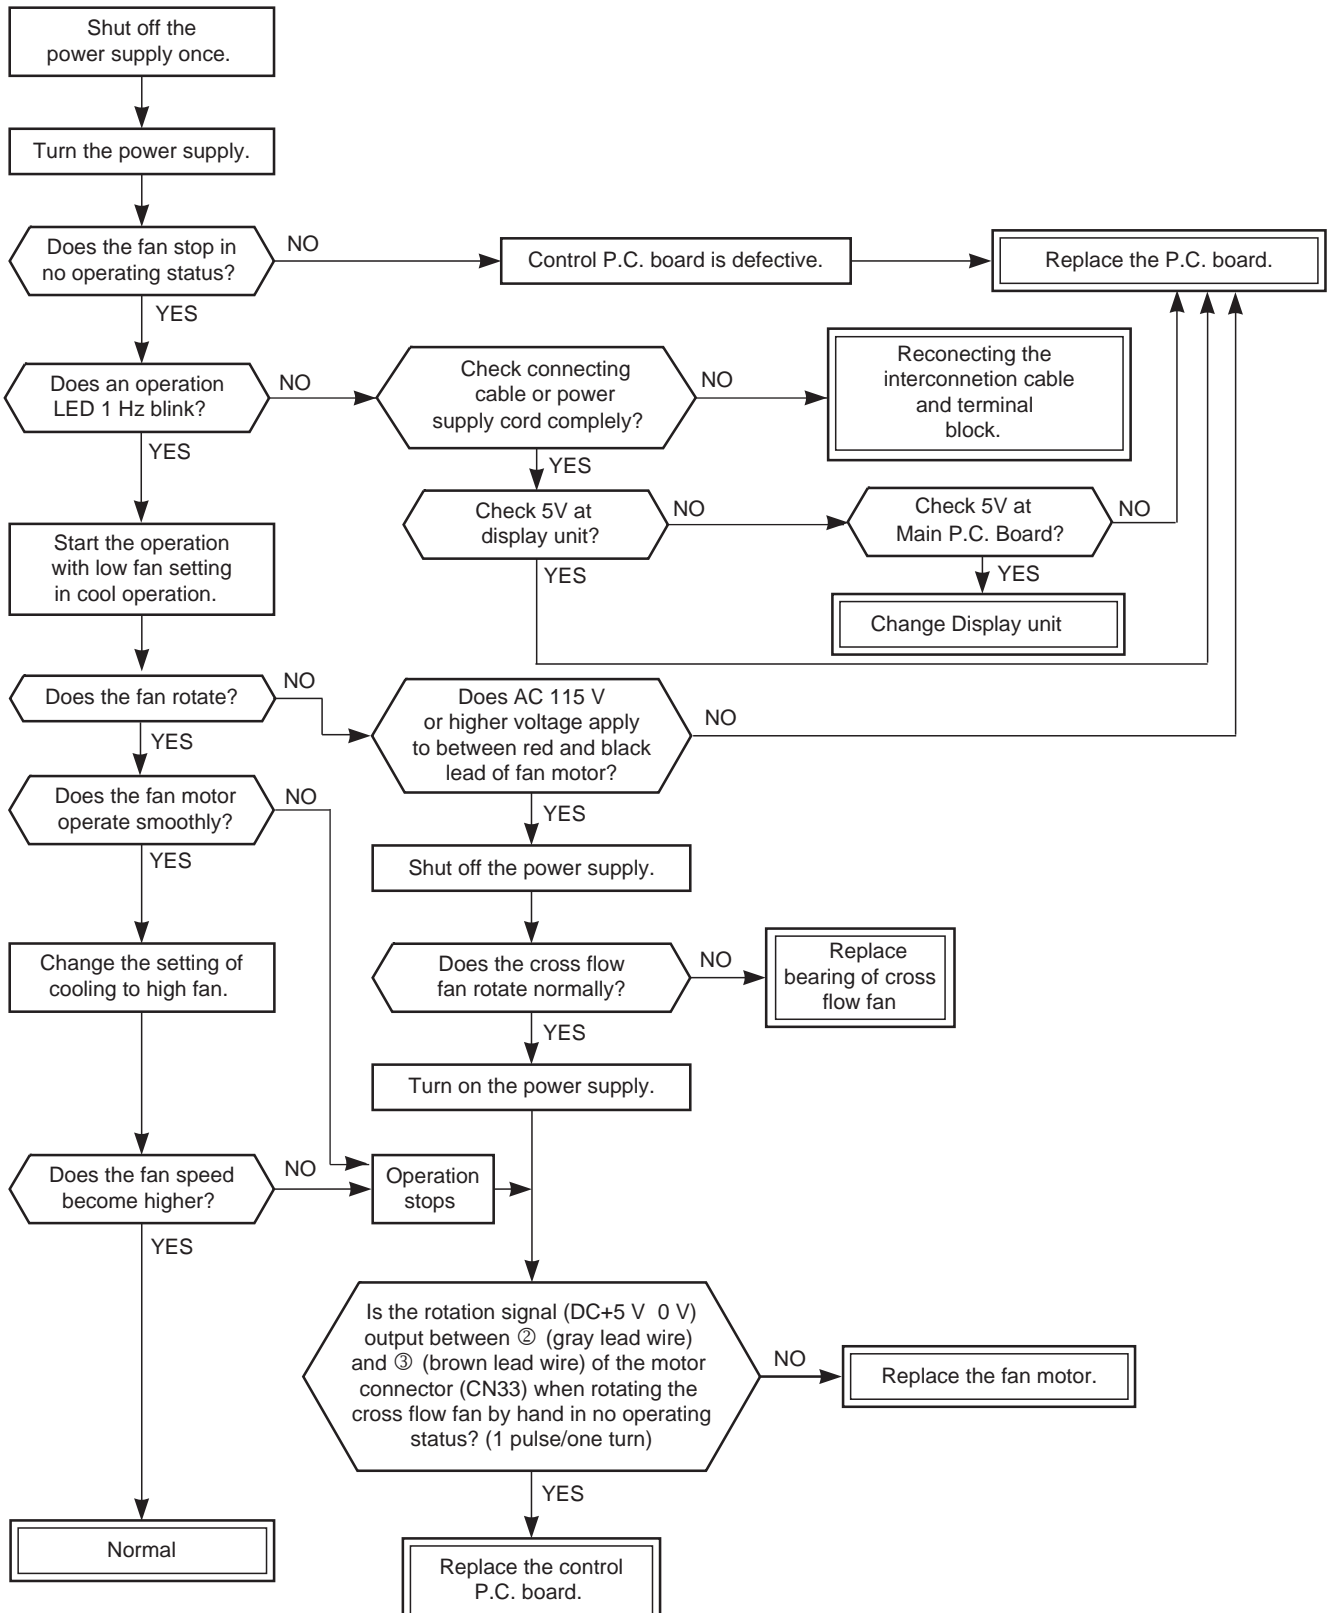 Shut off the
power supply once.
Turn the power supply.
Does the fan stop in
no operating status?
NO
Control P.C. board is defective.
Replace the P.C. board.
YES
Does an operation
LED 1 Hz blink?
NO
Check connecting
cable or power
supply cord complely?
NO
Reconecting the
interconnetion cable
and terminal
block.
YES
YES
Check 5V at
display unit?
NO
Check 5V at
Main P.C. Board?
NO
YES
YES
Change Display unit
Start the operation
with low fan setting
in cool operation.
Does the fan rotate?
NO
Does AC 115 V
or higher voltage apply
to between red and black
lead of fan motor?
NO
YES
YES
Does the fan motor
operate smoothly?
NO
Shut off the power supply.
YES
Change the setting of
cooling to high fan.
Does the cross flow
fan rotate normally?
NO
Replace
bearing of cross
flow fan
YES
Turn on the power supply.
Does the fan speed
become higher?
NO
Operation
stops
YES
Is the rotation signal (DC+5 V 0 V)
output between ② (gray lead wire)
and ③ (brown lead wire) of the motor
connector (CN33) when rotating the
cross flow fan by hand in no operating
status? (1 pulse/one turn)
NO
Replace the fan motor.
YES
Normal
Replace the control
P.C. board.